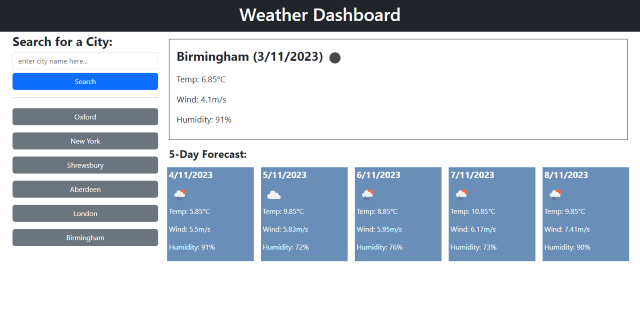 Weather Dashboard
Search for a City:
enter city name here...
Search
Oxford
New York
Shrewsbury
Aberdeen
London
Birmingham
Birmingham (3/11/2023)
Temp: 6.85°C
Wind: 4.1m/s
Humidity: 91%
5-Day Forecast:
4/11/2023
Temp: 5.85°C
Wind: 5.5m/s
Humidity: 91%
5/11/2023
Temp: 9.85°C
Wind: 5.83m/s
Humidity: 72%
6/11/2023
Temp: 8.85°C
Wind: 5.95m/s
Humidity: 76%
7/11/2023
Temp: 10.85°C
Wind: 6.17m/s
Humidity: 73%
8/11/2023
Temp: 9.85°C
Wind: 7.41m/s
Humidity: 90%